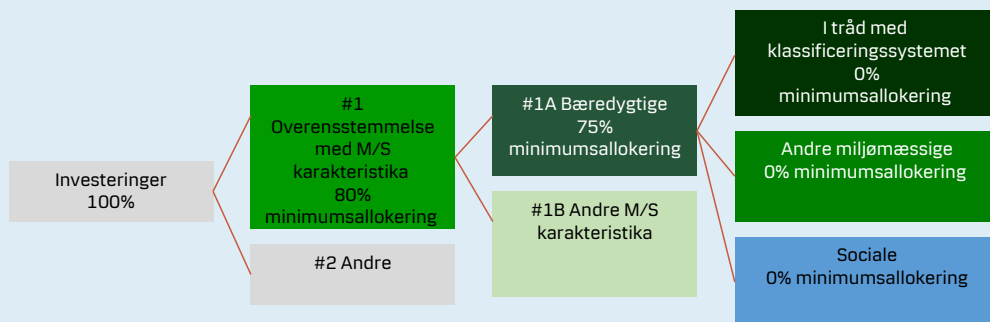 Investeringer
100%
#1
Overensstemmelse
med M/S
karakteristika
80%
minimumsallokering
#2 Andre
#1A Bæredygtige
75%
minimumsallokering
#1B Andre M/S
karakteristika
I tråd med
klassificeringssystemet
0%
minimumsallokering
Andre miljømæssige
0% minimumsallokering
Sociale
0% minimumsallokering